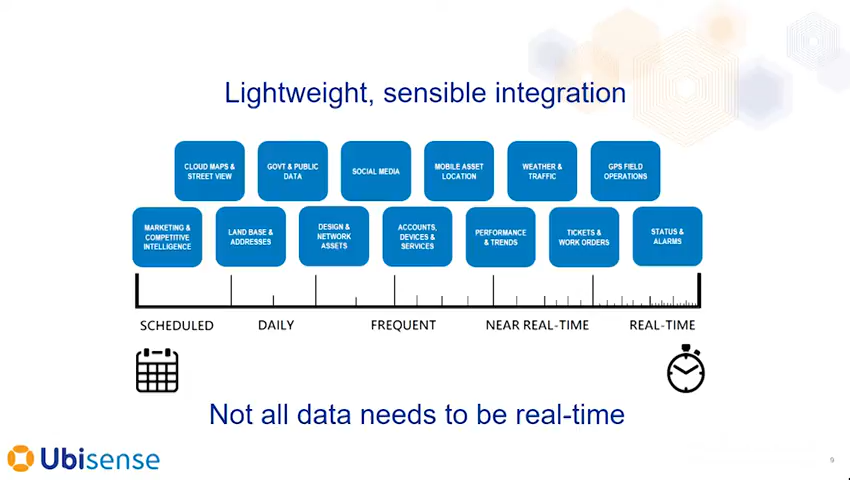 Lightweight, sensible integration
CLOUD MAPS &
STREET VIEW
GOVT & PUBLIC
DATA
SOCIAL MEDIA
MOBILE ASSET
LOCATION
WEATHER &
TRAFFIC
GPS FIELD
OPERATIONS
MARKETING &
COMPETITIVE
INTELLIGENCE
LAND BASE &
ADDRESSES
DESIGN &
NETWORK
ASSETS
ACCOUNTS,
DEVICES &
SERVICES
PERFORMANCE
& TRENDS
TICKETS &
WORK ORDERS
STATUS &
ALARMS
SCHEDULED
DAILY
FREQUENT
NEAR REAL-TIME
REAL-TIME
Not all data needs to be real-time
Ubisense
9